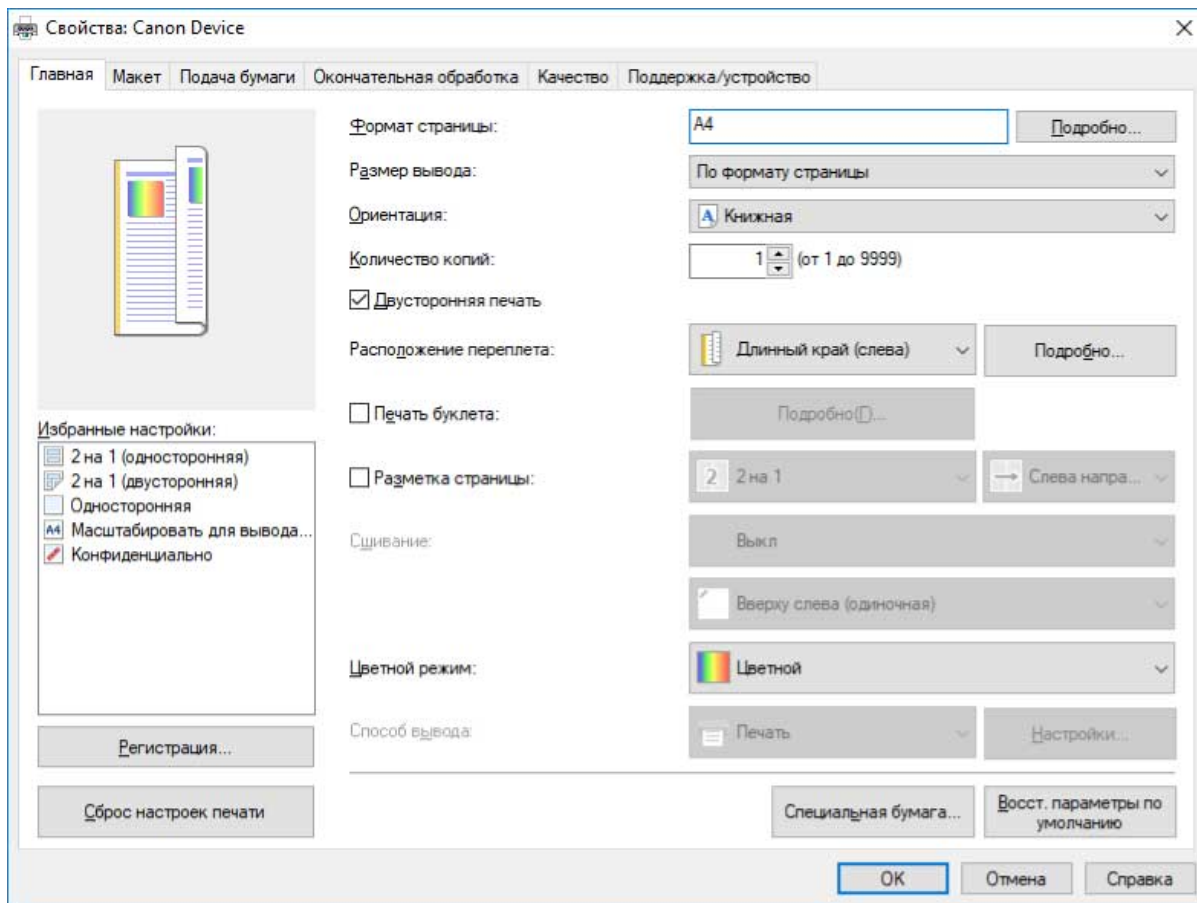 Свойства: Canon Device
Главная Макет Подача бумаги Окончательная обработка Качество Поддержка/устройство
Формат страницы: A4 Подробно...
Размер вывода: По формату страницы
Ориентация: A Книжная
Количество копий: 1 (от 1 до 9999)
Двусторонняя печать
Расположение переплета: Длинный край (слева) Подробно...
Печать буклета: Подробно(I)...
Избранные настройки:
2 на 1 (односторонняя)
2 на 1 (двусторонняя)
Односторонняя
A4 Масштабировать для вывода...
Конфиденциально
Разметка страницы: 2 2 на 1 Слева напра...
Сшивание: Выкл
Вверху слева (одиночная)
Цветной режим: Цветной
Способ вывода: Печать Настройки...
Регистрация...
Сброс настроек печати
Специальная бумага...
Восст. параметры по
умолчанию
OK Отмена Справка